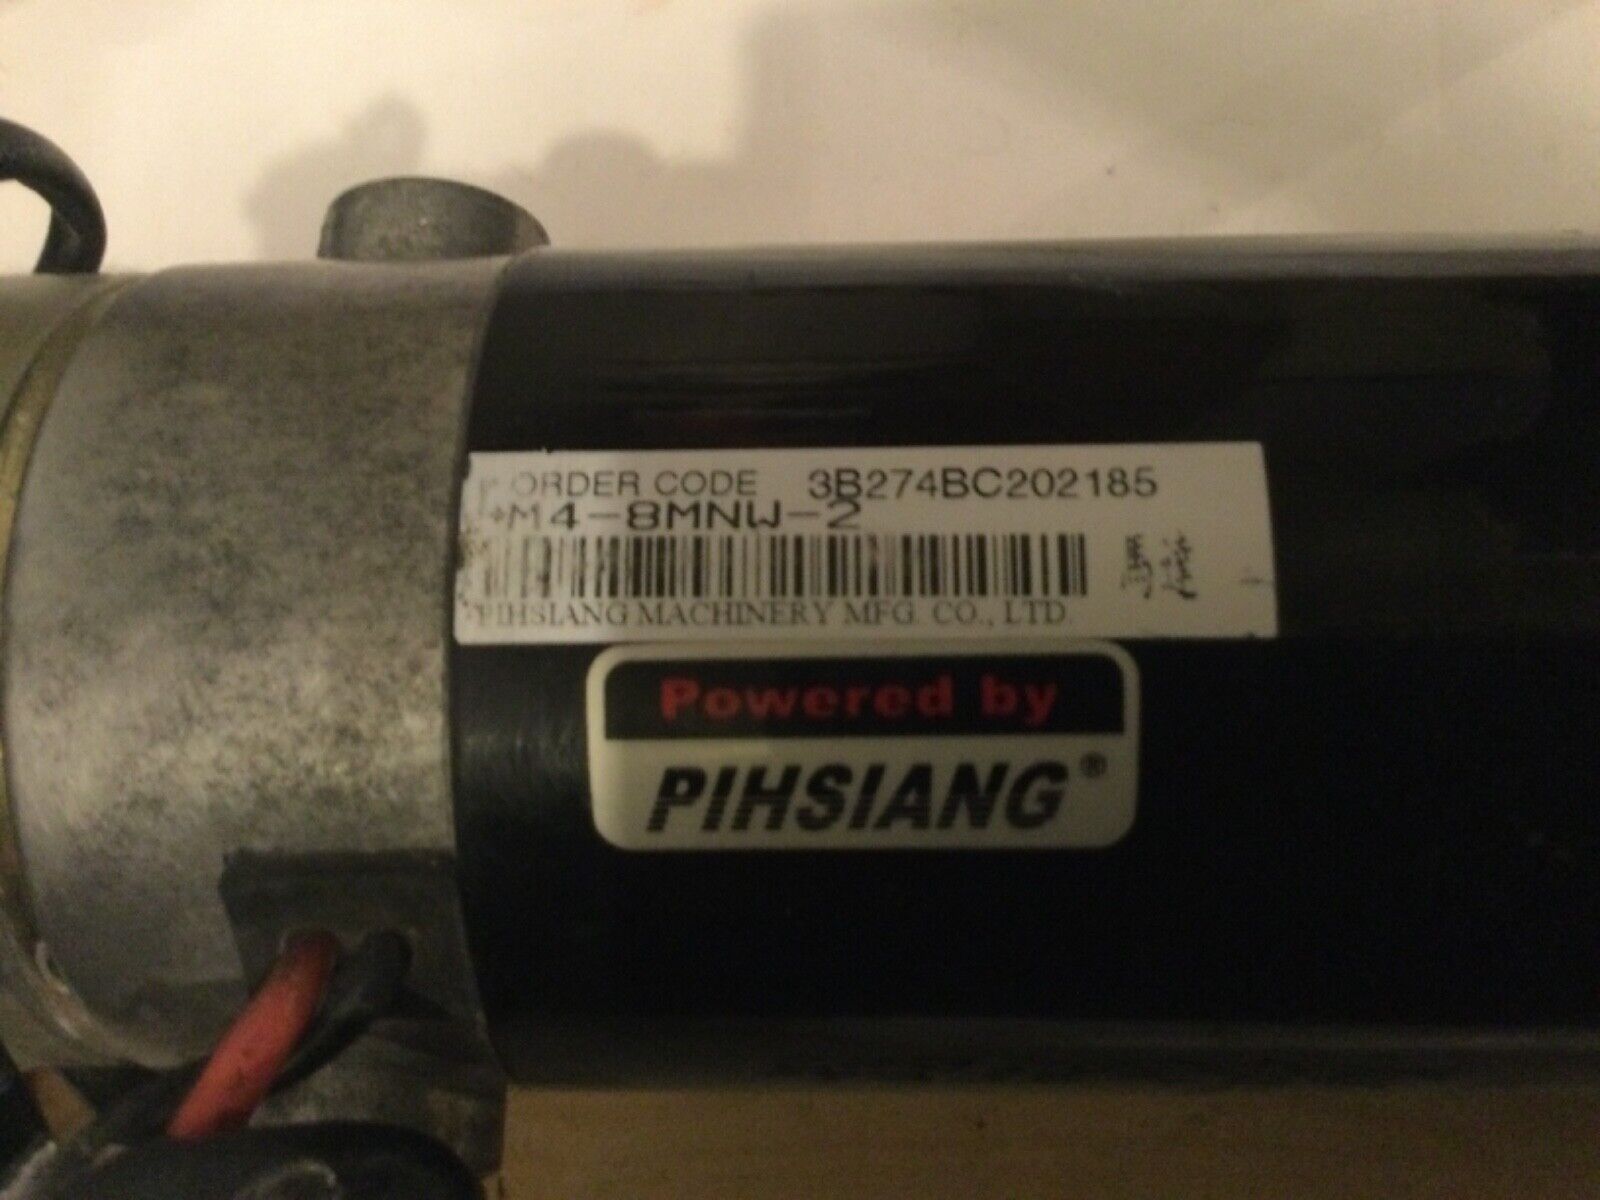 ORDER CODE 3B274BC202185
*M4-8MNW-2
PIHSIANG MACHINERY MFG. CO., LTD.
Powered by
PIHSIANG®